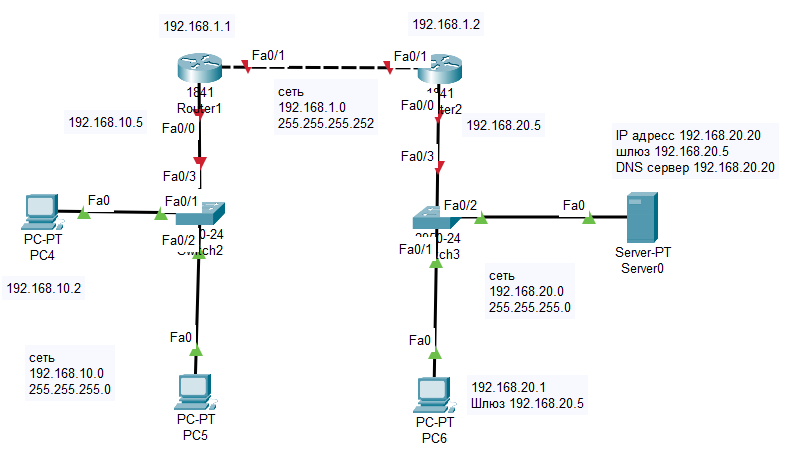 192.168.1.1
192.168.1.2
Fa0/1
Fa0/1
1841
Router1
сеть
192.168.1.0
255.255.255.252
Fa0/0
192.168.10.5
Fa0/0
192.168.20.5
IP адресс 192.168.20.20
шлюз 192.168.20.5
DNS сервер 192.168.20.20
Fa0/3
Fa0/3
Fa0
Fa0/1
Fa0/2
Fa0
PC-PT
PC4
Fa0/2
Fa0/1
Server-PT
Server0
192.168.10.2
сеть
192.168.20.0
255.255.255.0
Fa0
Fa0
сеть
192.168.10.0
255.255.255.0
192.168.20.1
Шлюз 192.168.20.5
PC-PT
PC5
PC-PT
PC6